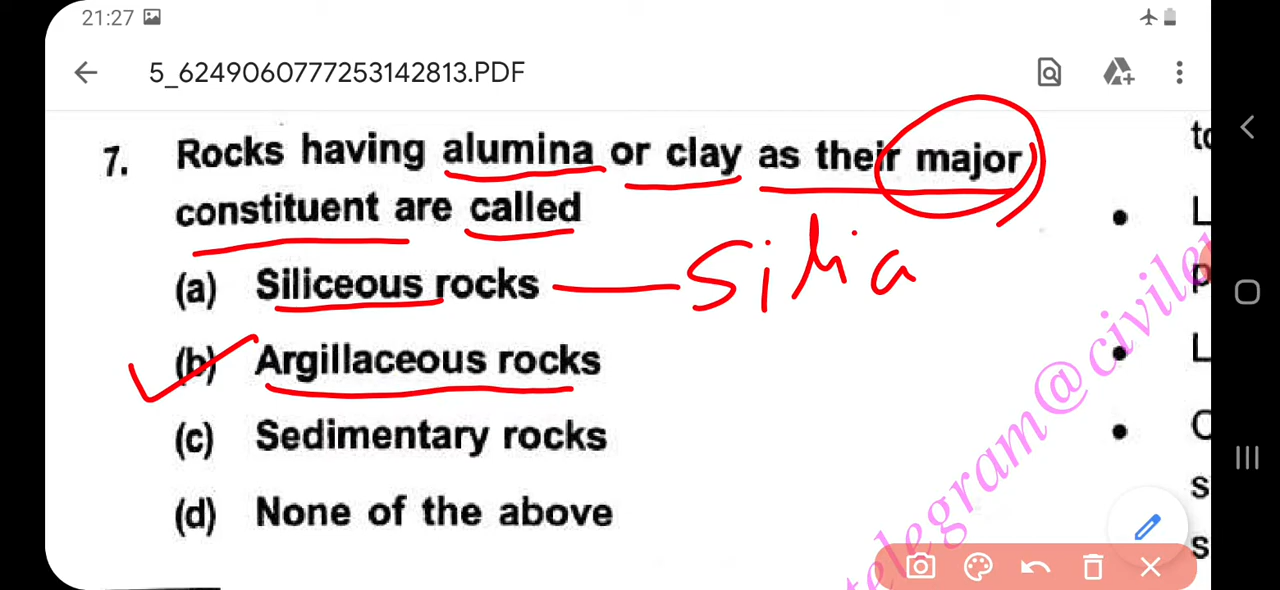 21:27
5_6249060777253142813.PDF
7. Rocks having alumina or clay as their major
constituent are called
(a) Siliceous rocks
Silia
(b) Argillaceous rocks
(c) Sedimentary rocks
(d) None of the above
telegram@civile